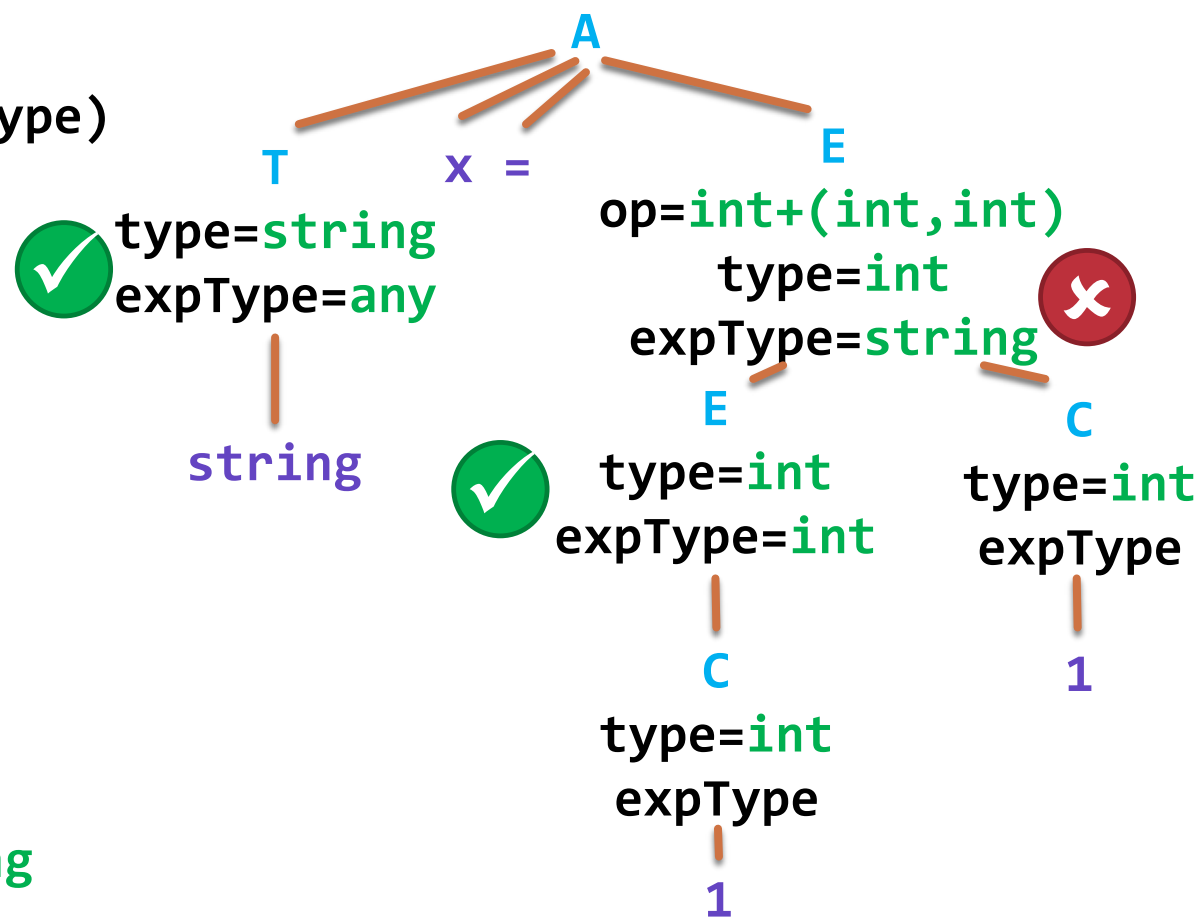 A
ype)
T
x =
E
type=string
expType=any
op=int+(int,int)
type=int
expType=string
string
E
type=int
expType=int
C
type=int
expType
C
type=int
expType
1
1
g